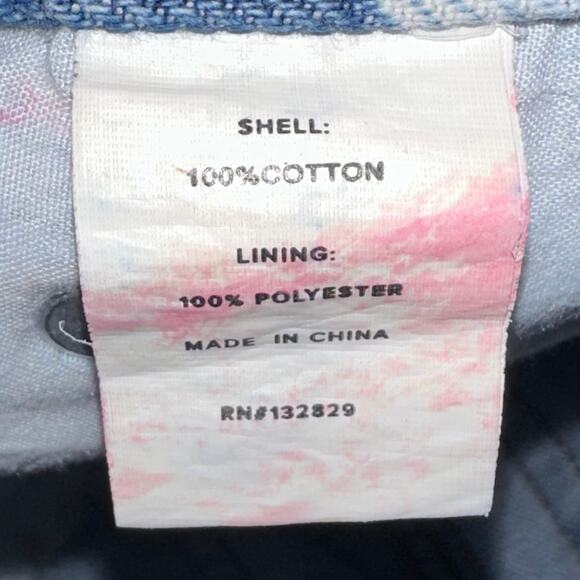 SHELL:
100%COTTON
LINING:
100% POLYESTER
MADE IN CHINA
RN#132829